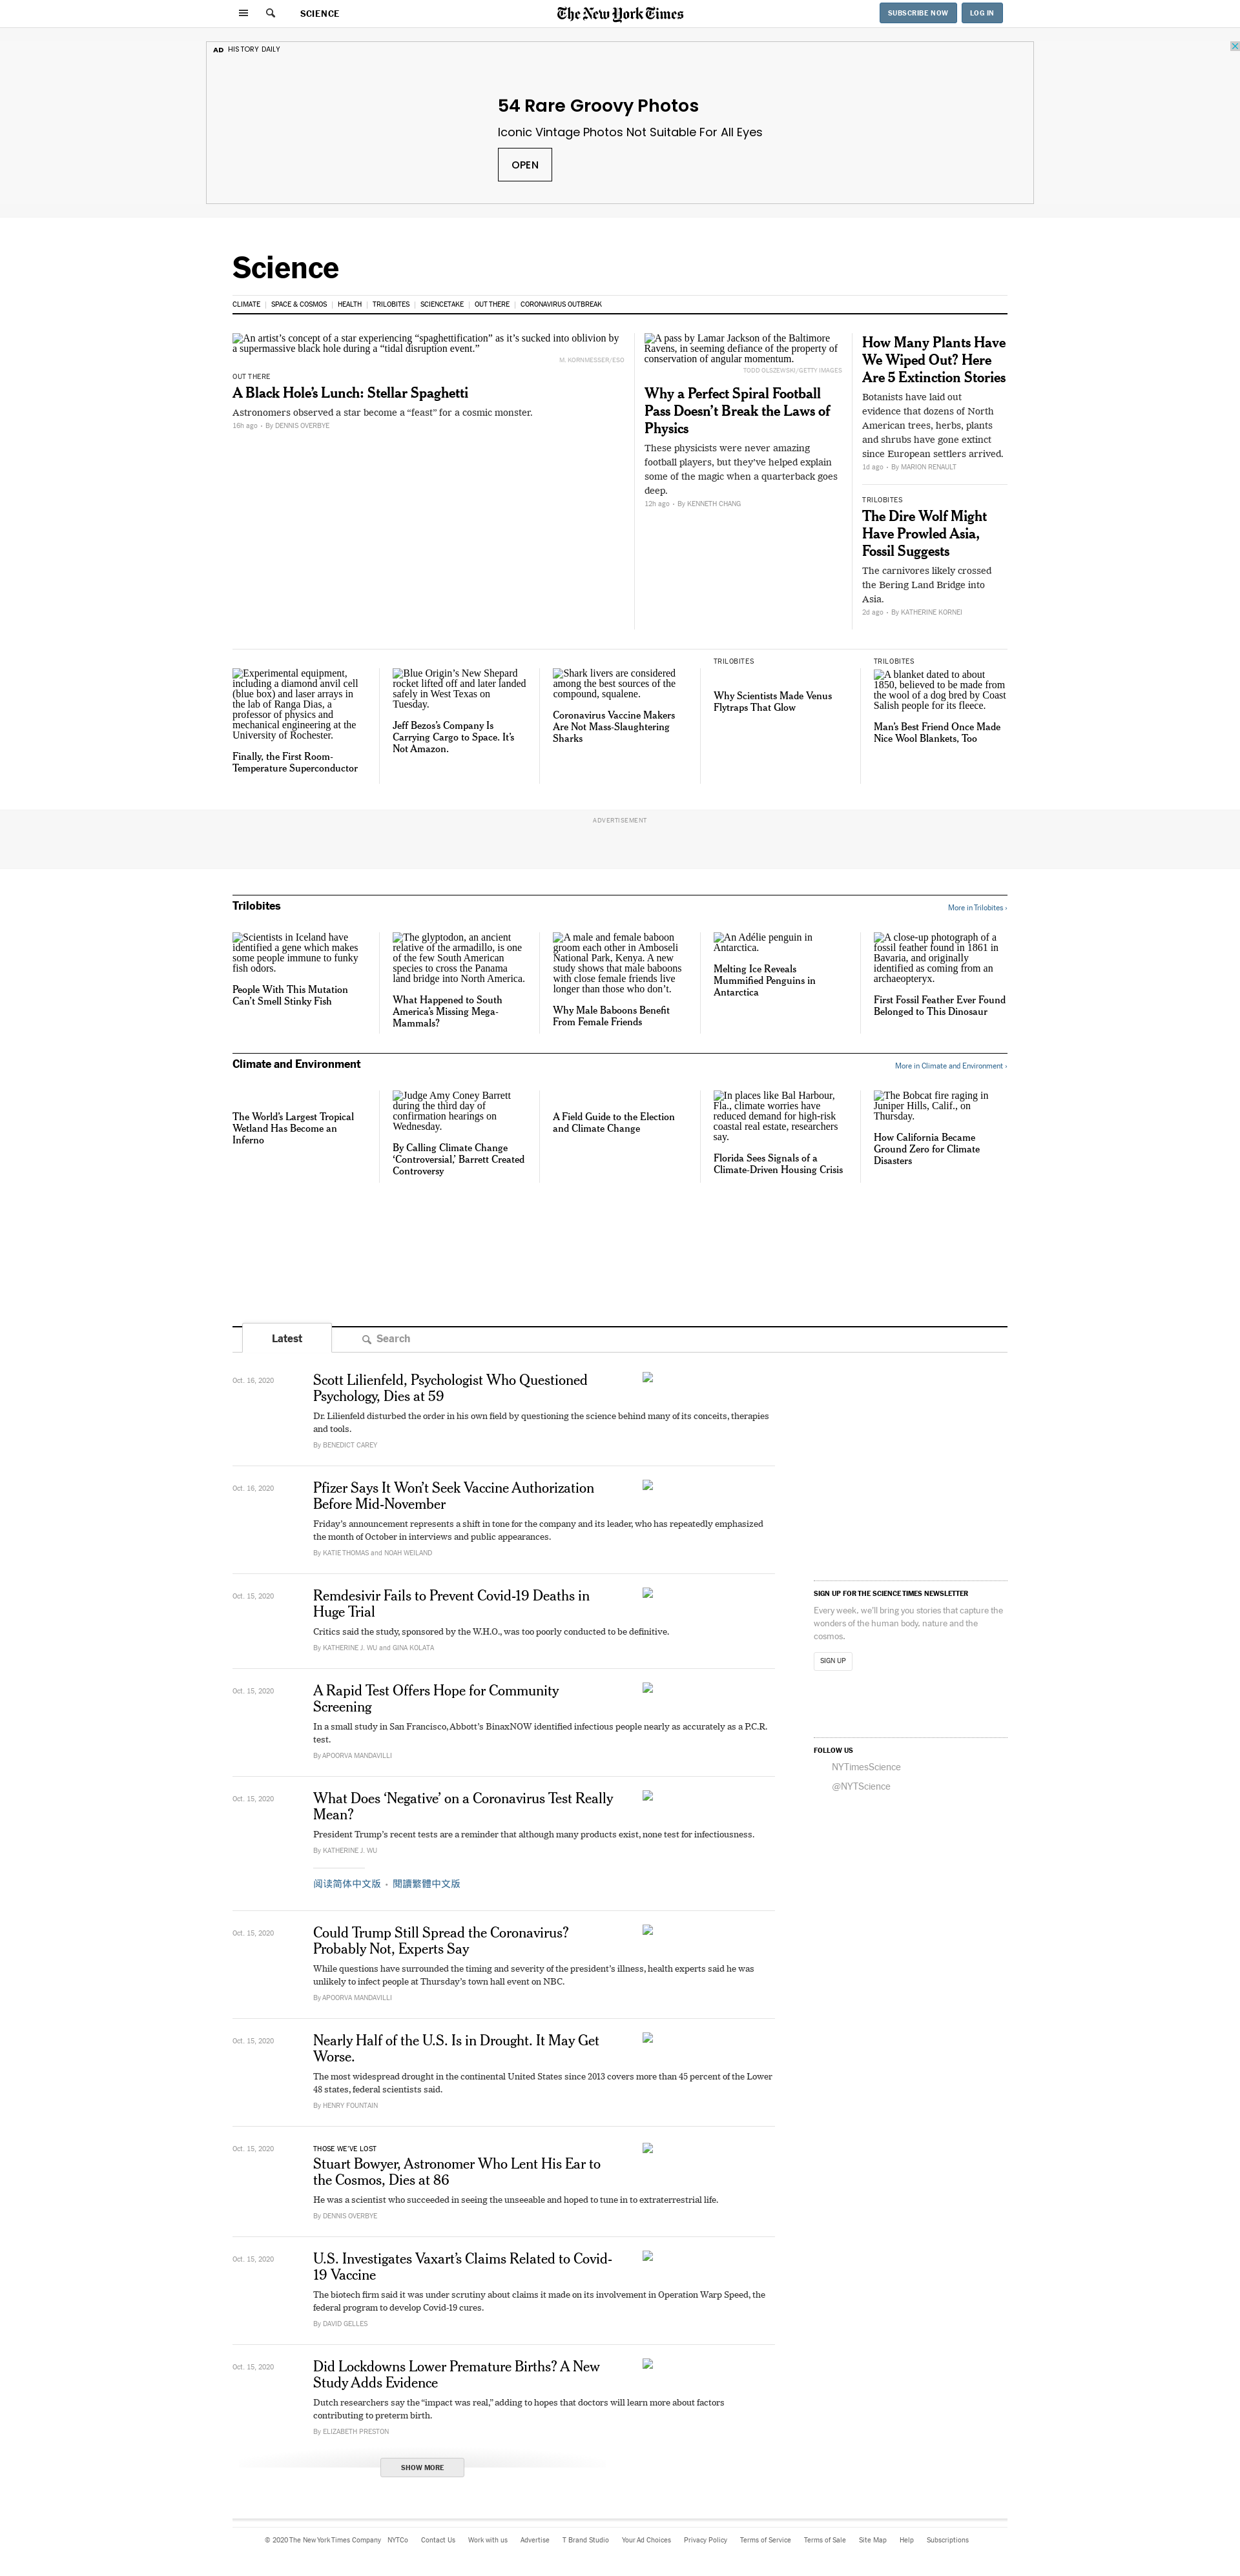 SCIENCE
The New York Times
SUBSCRIBE NOW
LOG IN
AD HISTORY DAILY
54 Rare Groovy Photos
Iconic Vintage Photos Not Suitable For All Eyes
OPEN
Science
CLIMATE
SPACE & COSMOS
HEALTH
TRILOBITES
SCIENCETAKE
OUT THERE
CORONAVIRUS OUTBREAK
An artist’s concept of a star experiencing “spaghettification” as it’s sucked into oblivion by
a supermassive black hole during a “tidal disruption event.”
M. KORNMESSER/ESO
OUT THERE
A Black Hole’s Lunch: Stellar Spaghetti
Astronomers observed a star become a “feast” for a cosmic monster.
16h ago • By DENNIS OVERBYE
A pass by Lamar Jackson of the Baltimore
Ravens, in seeming defiance of the property of
conservation of angular momentum.
TODD OLSZEWSKI/GETTY IMAGES
Why a Perfect Spiral Football
Pass Doesn’t Break the Laws of
Physics
These physicists were never amazing
football players, but they’ve helped explain
some of the magic when a quarterback goes
deep.
12h ago • By KENNETH CHANG
How Many Plants Have
We Wiped Out? Here
Are 5 Extinction Stories
Botanists have laid out
evidence that dozens of North
American trees, herbs, plants
and shrubs have gone extinct
since European settlers arrived.
1d ago • By MARION RENAULT
TRILOBITES
The Dire Wolf Might
Have Prowled Asia,
Fossil Suggests
The carnivores likely crossed
the Bering Land Bridge into
Asia.
2d ago • By KATHERINE KORNEI
Experimental equipment,
including a diamond anvil cell
(blue box) and laser arrays in
the lab of Ranga Dias, a
professor of physics and
mechanical engineering at the
University of Rochester.
Finally, the First Room-
Temperature Superconductor
Blue Origin’s New Shepard
rocket lifted off and later landed
safely in West Texas on
Tuesday.
Jeff Bezos’s Company Is
Carrying Cargo to Space. It’s
Not Amazon.
Shark livers are considered
among the best sources of the
compound, squalene.
Coronavirus Vaccine Makers
Are Not Mass-Slaughtering
Sharks
TRILOBITES
Why Scientists Made Venus
Flytraps That Glow
TRILOBITES
A blanket dated to about
1850, believed to be made from
the wool of a dog bred by Coast
Salish people for its fleece.
Man’s Best Friend Once Made
Nice Wool Blankets, Too
ADVERTISEMENT
Trilobites
More in Trilobites ›
Scientists in Iceland have
identified a gene which makes
some people immune to funky
fish odors.
People With This Mutation
Can’t Smell Stinky Fish
The glyptodon, an ancient
relative of the armadillo, is one
of the few South American
species to cross the Panama
land bridge into North America.
What Happened to South
America’s Missing Mega-
Mammals?
A male and female baboon
groom each other in Amboseli
National Park, Kenya. A new
study shows that male baboons
with close female friends live
longer than those who don’t.
Why Male Baboons Benefit
From Female Friends
An Adélie penguin in
Antarctica.
Melting Ice Reveals
Mummified Penguins in
Antarctica
A close-up photograph of a
fossil feather found in 1861 in
Bavaria, and originally
identified as coming from an
archaeopteryx.
First Fossil Feather Ever Found
Belonged to This Dinosaur
Climate and Environment
More in Climate and Environment ›
The World’s Largest Tropical
Wetland Has Become an
Inferno
Judge Amy Coney Barrett
during the third day of
confirmation hearings on
Wednesday.
By Calling Climate Change
‘Controversial,’ Barrett Created
Controversy
A Field Guide to the Election
and Climate Change
In places like Bal Harbour,
Fla., climate worries have
reduced demand for high-risk
coastal real estate, researchers
say.
Florida Sees Signals of a
Climate-Driven Housing Crisis
The Bobcat fire raging in
Juniper Hills, Calif., on
Thursday.
How California Became
Ground Zero for Climate
Disasters
Latest
Search
Oct. 16, 2020
Scott Lilienfeld, Psychologist Who Questioned
Psychology, Dies at 59
Dr. Lilienfeld disturbed the order in his own field by questioning the science behind many of its conceits, therapies
and tools.
By BENEDICT CAREY
Oct. 16, 2020
Pfizer Says It Won’t Seek Vaccine Authorization
Before Mid-November
Friday’s announcement represents a shift in tone for the company and its leader, who has repeatedly emphasized
the month of October in interviews and public appearances.
By KATIE THOMAS and NOAH WEILAND
Oct. 15, 2020
Remdesivir Fails to Prevent Covid-19 Deaths in
Huge Trial
Critics said the study, sponsored by the W.H.O., was too poorly conducted to be definitive.
By KATHERINE J. WU and GINA KOLATA
Oct. 15, 2020
A Rapid Test Offers Hope for Community
Screening
In a small study in San Francisco, Abbott’s BinaxNOW identified infectious people nearly as accurately as a P.C.R.
test.
By APOORVA MANDAVILLI
Oct. 15, 2020
What Does ‘Negative’ on a Coronavirus Test Really
Mean?
President Trump’s recent tests are a reminder that although many products exist, none test for infectiousness.
By KATHERINE J. WU
阅读简体中文版 • 閱讀繁體中文版
Oct. 15, 2020
Could Trump Still Spread the Coronavirus?
Probably Not, Experts Say
While questions have surrounded the timing and severity of the president’s illness, health experts said he was
unlikely to infect people at Thursday’s town hall event on NBC.
By APOORVA MANDAVILLI
Oct. 15, 2020
Nearly Half of the U.S. Is in Drought. It May Get
Worse.
The most widespread drought in the continental United States since 2013 covers more than 45 percent of the Lower
48 states, federal scientists said.
By HENRY FOUNTAIN
Oct. 15, 2020
THOSE WE’VE LOST
Stuart Bowyer, Astronomer Who Lent His Ear to
the Cosmos, Dies at 86
He was a scientist who succeeded in seeing the unseeable and hoped to tune in to extraterrestrial life.
By DENNIS OVERBYE
Oct. 15, 2020
U.S. Investigates Vaxart’s Claims Related to Covid-
19 Vaccine
The biotech firm said it was under scrutiny about claims it made on its involvement in Operation Warp Speed, the
federal program to develop Covid-19 cures.
By DAVID GELLES
Oct. 15, 2020
Did Lockdowns Lower Premature Births? A New
Study Adds Evidence
Dutch researchers say the “impact was real,” adding to hopes that doctors will learn more about factors
contributing to preterm birth.
By ELIZABETH PRESTON
SHOW MORE
SIGN UP FOR THE SCIENCE TIMES NEWSLETTER
Every week, we’ll bring you stories that capture the
wonders of the human body, nature and the
cosmos.
SIGN UP
FOLLOW US
NYTimesScience
@NYTScience
© 2020 The New York Times Company
NYTCo
Contact Us
Work with us
Advertise
T Brand Studio
Your Ad Choices
Privacy Policy
Terms of Service
Terms of Sale
Site Map
Help
Subscriptions